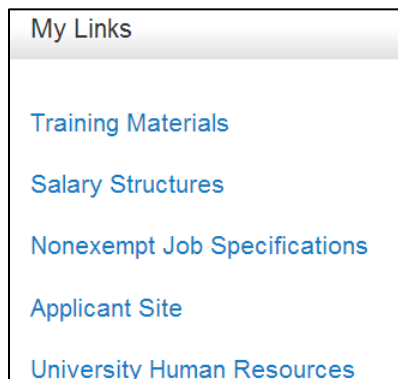 My Links
Training Materials
Salary Structures
Nonexempt Job Specifications
Applicant Site
University Human Resources